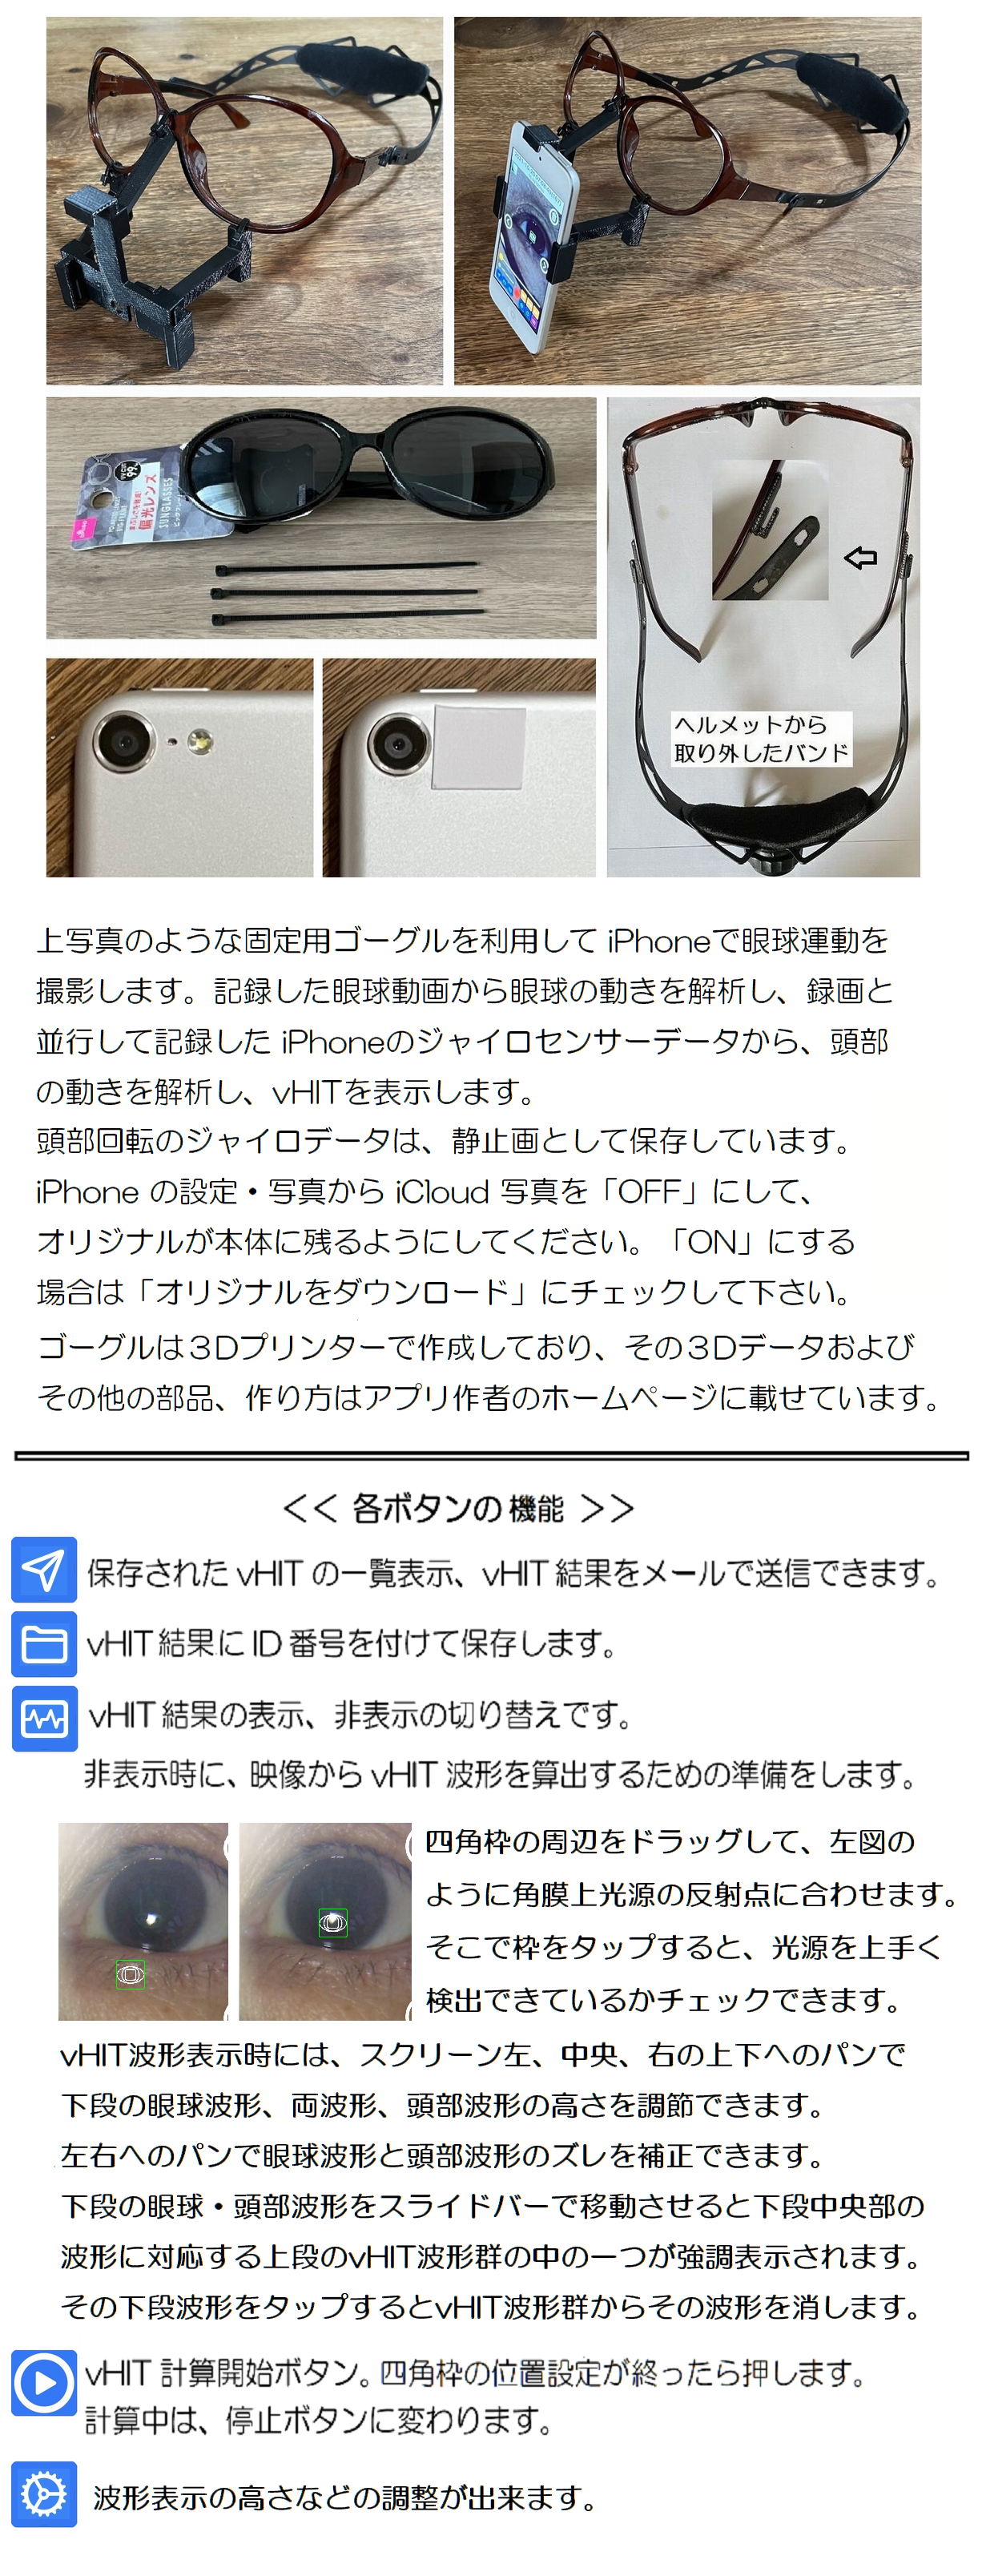 99
偏光レンズ
SUNGLASSES
ヘルメットから
取り外したバンド
上写真のような固定用ゴーグルを利用して iPhoneで眼球運動を
撮影します。記録した眼球動画から眼球の動きを解析し、録画と
並行して記録した iPhoneのジャイロセンサーデータから、頭部
の動きを解析し、vHITを表示します。
頭部回転のジャイロデータは、静止画として保存しています。
iPhone の設定・写真から iCloud 写真を「OFF」にして、
オリジナルが本体に残るようにしてください。「ON」にする
場合は「オリジナルをダウンロード」にチェックして下さい。
ゴーグルは３Dプリンターで作成しており、その３Dデータおよび
その他の部品、作り方はアプリ作者のホームページに載せています。
＜＜ 各ボタンの 機能 ＞＞
保存された vHIT の一覧表示、vHIT 結果をメールで送信できます。
vHIT 結果に ID 番号を付けて保存します。
vHIT 結果の表示、非表示の切り替えです。
非表示時に、映像から vHIT 波形を算出するための準備をします。
四角枠の周辺をドラッグして、左図の
ように角膜上光源の反射点に合わせます。
そこで枠をタップすると、光源を上手く
検出できているかチェックできます。
vHIT波形表示時には、スクリーン左、中央、右の上下へのパンで
下段の眼球波形、両波形、頭部波形の高さを調節できます。
左右へのパンで眼球波形と頭部波形のズレを補正できます。
下段の眼球・頭部波形をスライドバーで移動させると下段中央部の
波形に対応する上段のvHIT波形群の中の一つが強調表示されます。
その下段波形をタップするとvHIT波形群からその波形を消します。
vHIT 計算開始ボタン。四角枠の位置設定が終ったら押します。
計算中は、停止ボタンに変わります。
波形表示の高さなどの調整が出来ます。